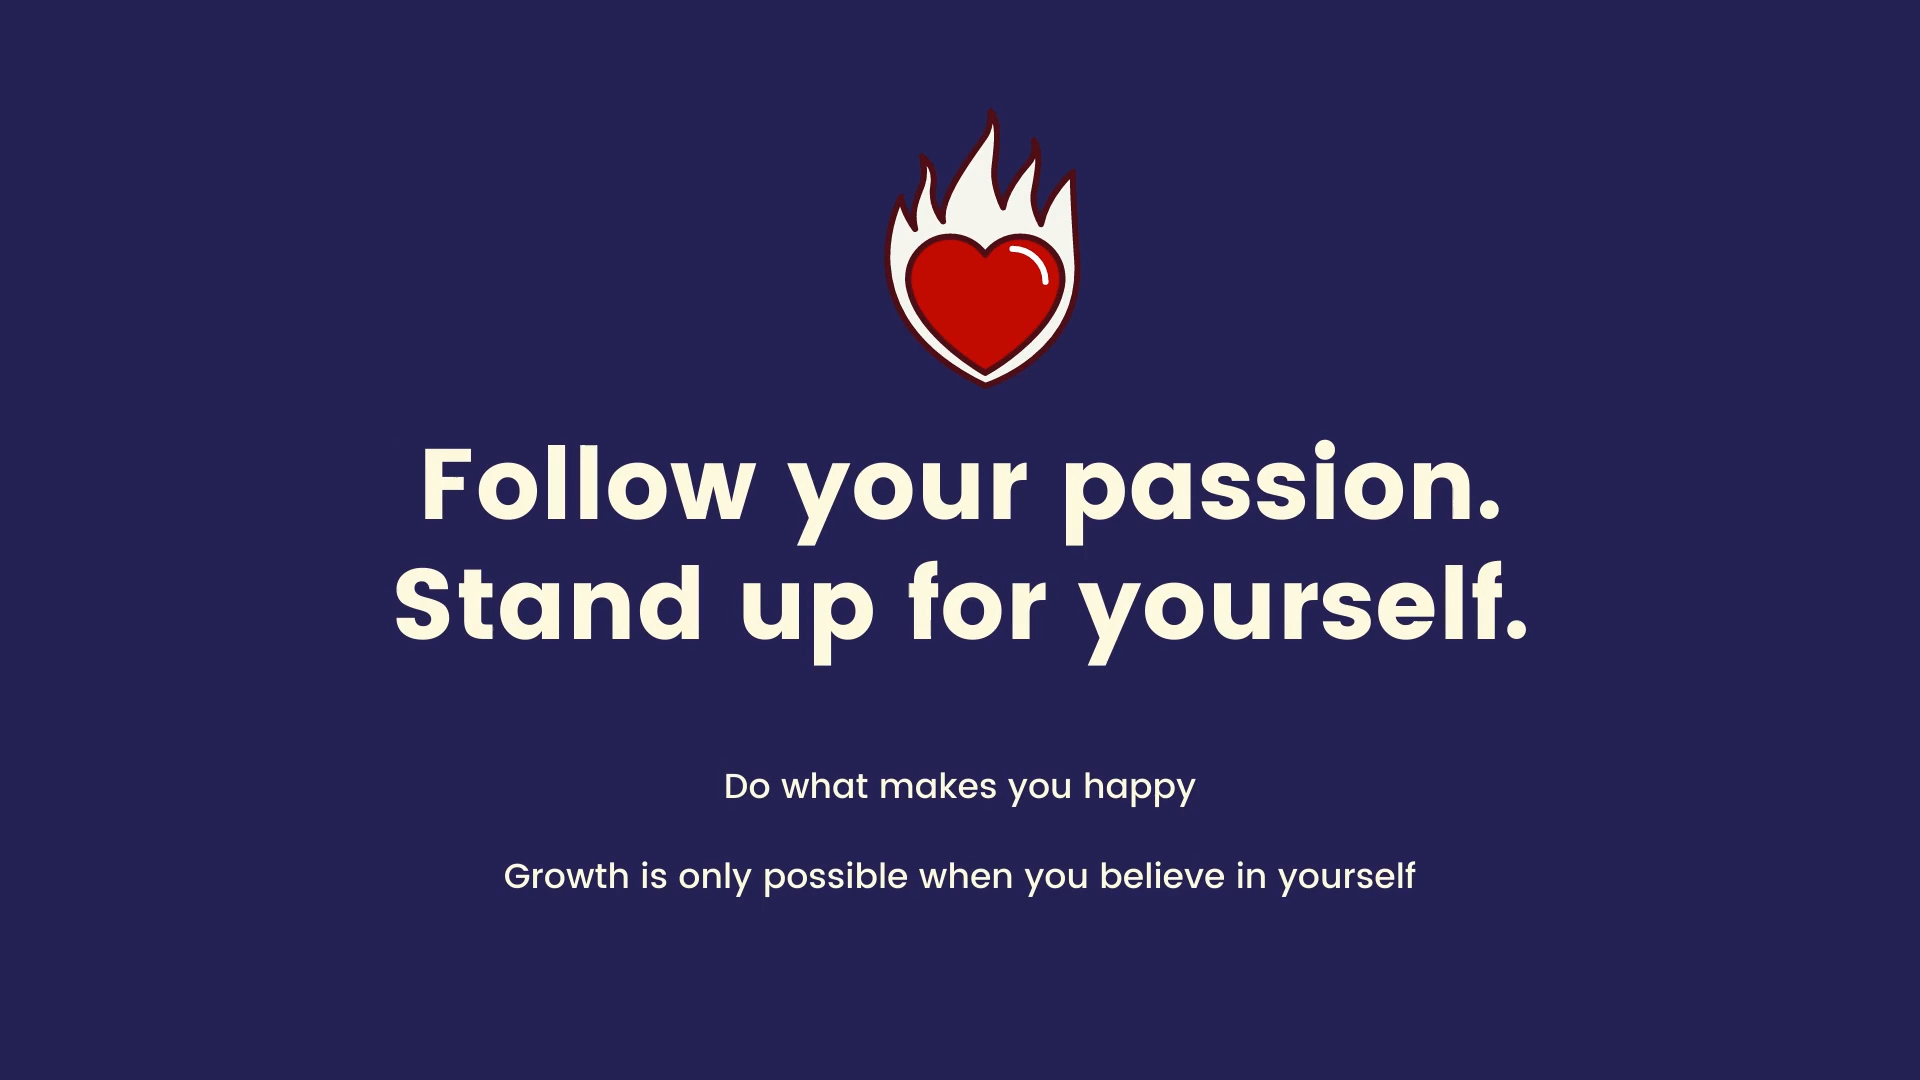 Follow your passion.
Stand up for yourself.
Do what makes you happy
Growth is only possible when you believe in yourself